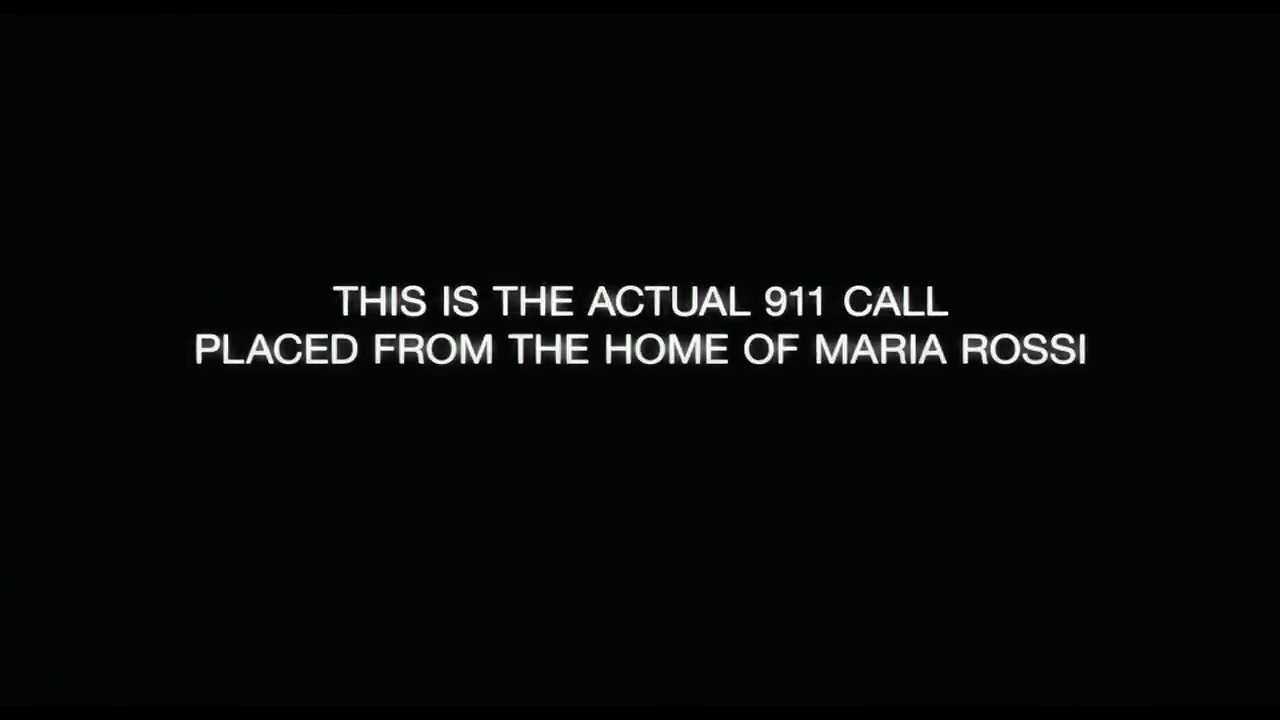 THIS IS THE ACTUAL 911 CALL
PLACED FROM THE HOME OF MARIA ROSSI